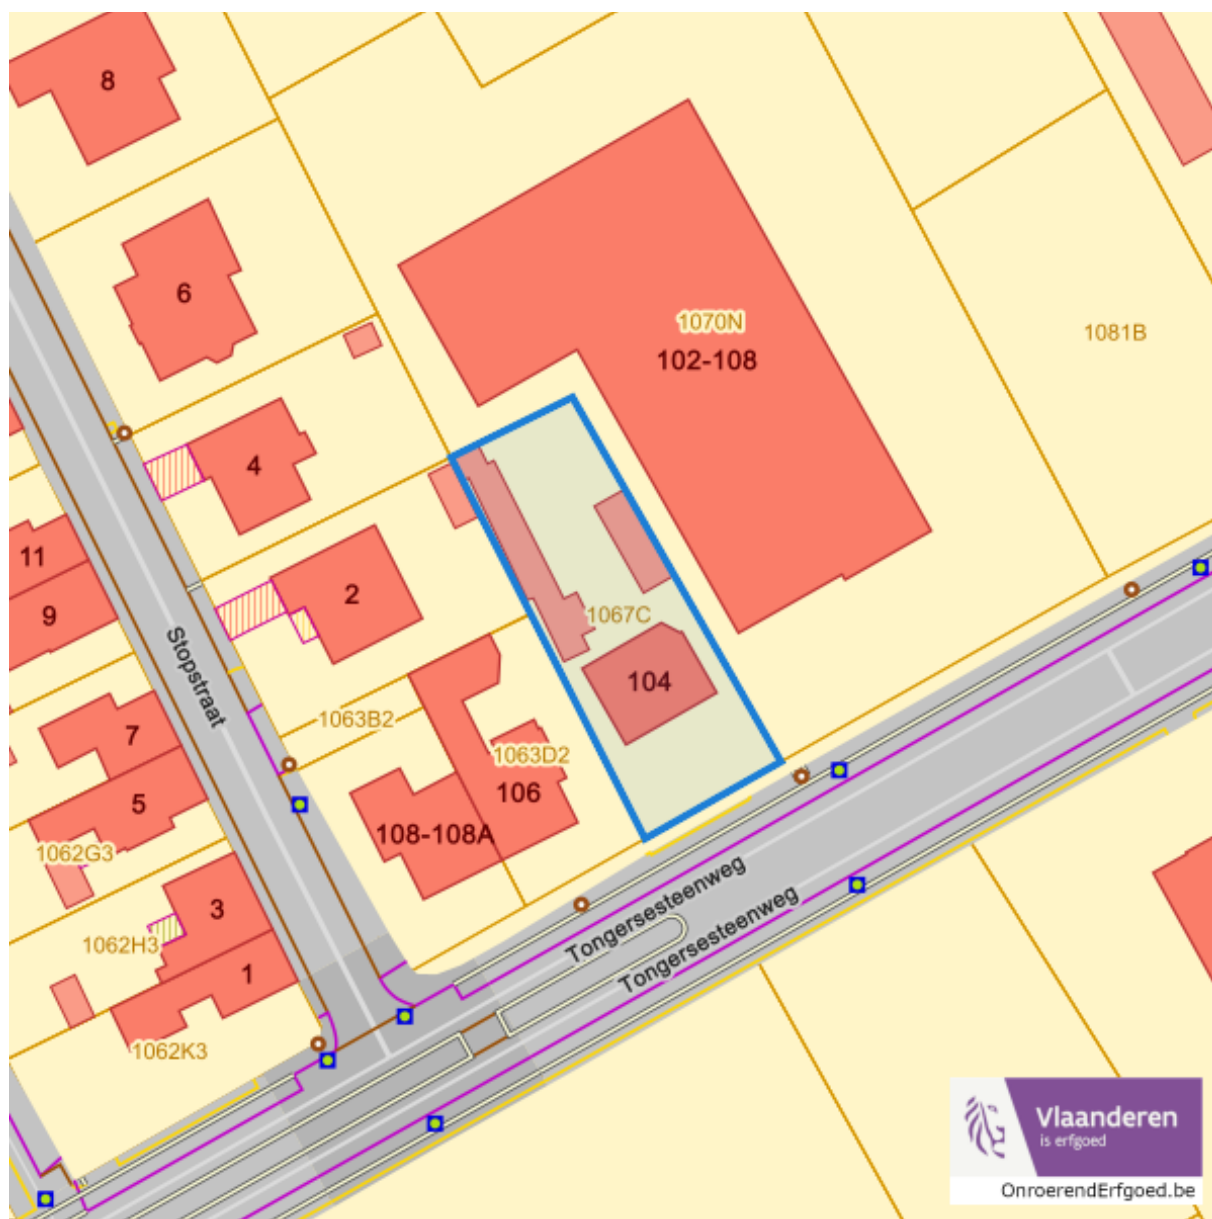 8
6
1070N
102-108
1081B
4
11
2
9
1067C
Stopstraat
104
7
1063B2
1063D2
5
106
108-108A
1062G3
3
1062H3
1
1062K3
Tongersesteenweg
Tongersesteenweg
Vlaanderen
is erfgoed
OnroerendErfgoed.be